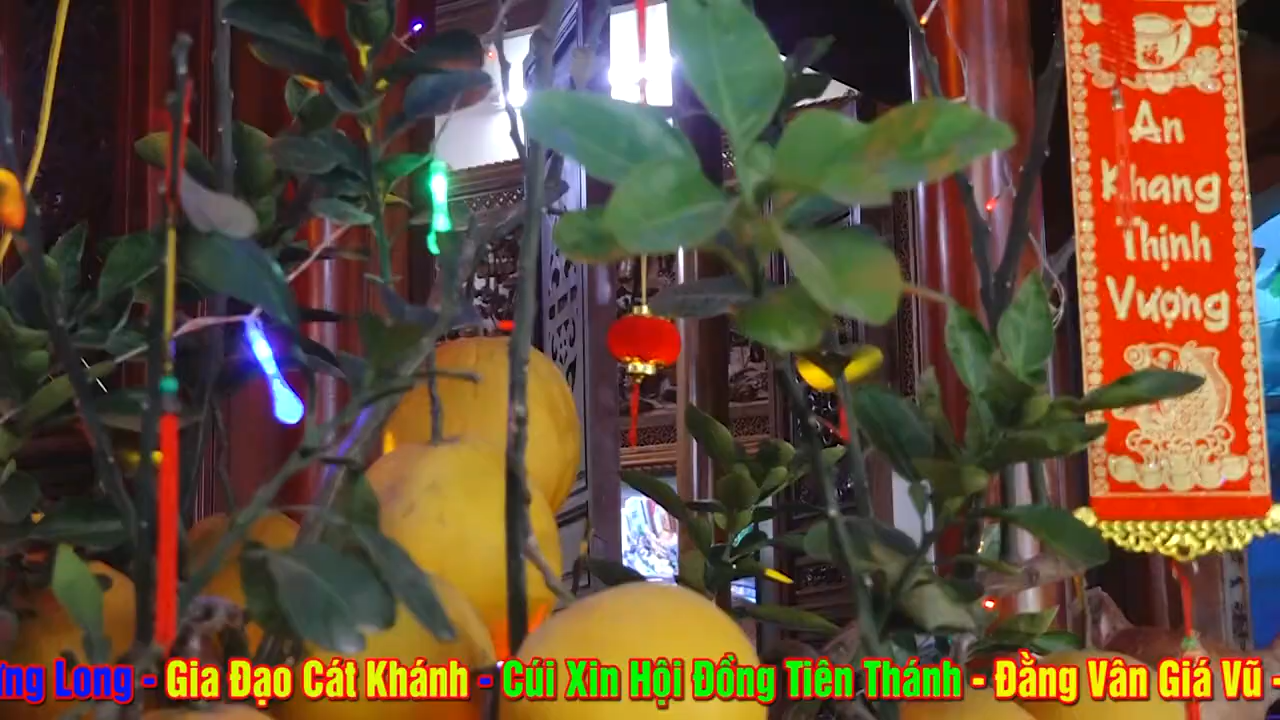 An
Khang
Thịnh
Vượng
Long - Gia Đạo Cát Khánh - Cúi Xin Hội Đồng Tiên Thánh - Đằng Vân Giá Vũ -